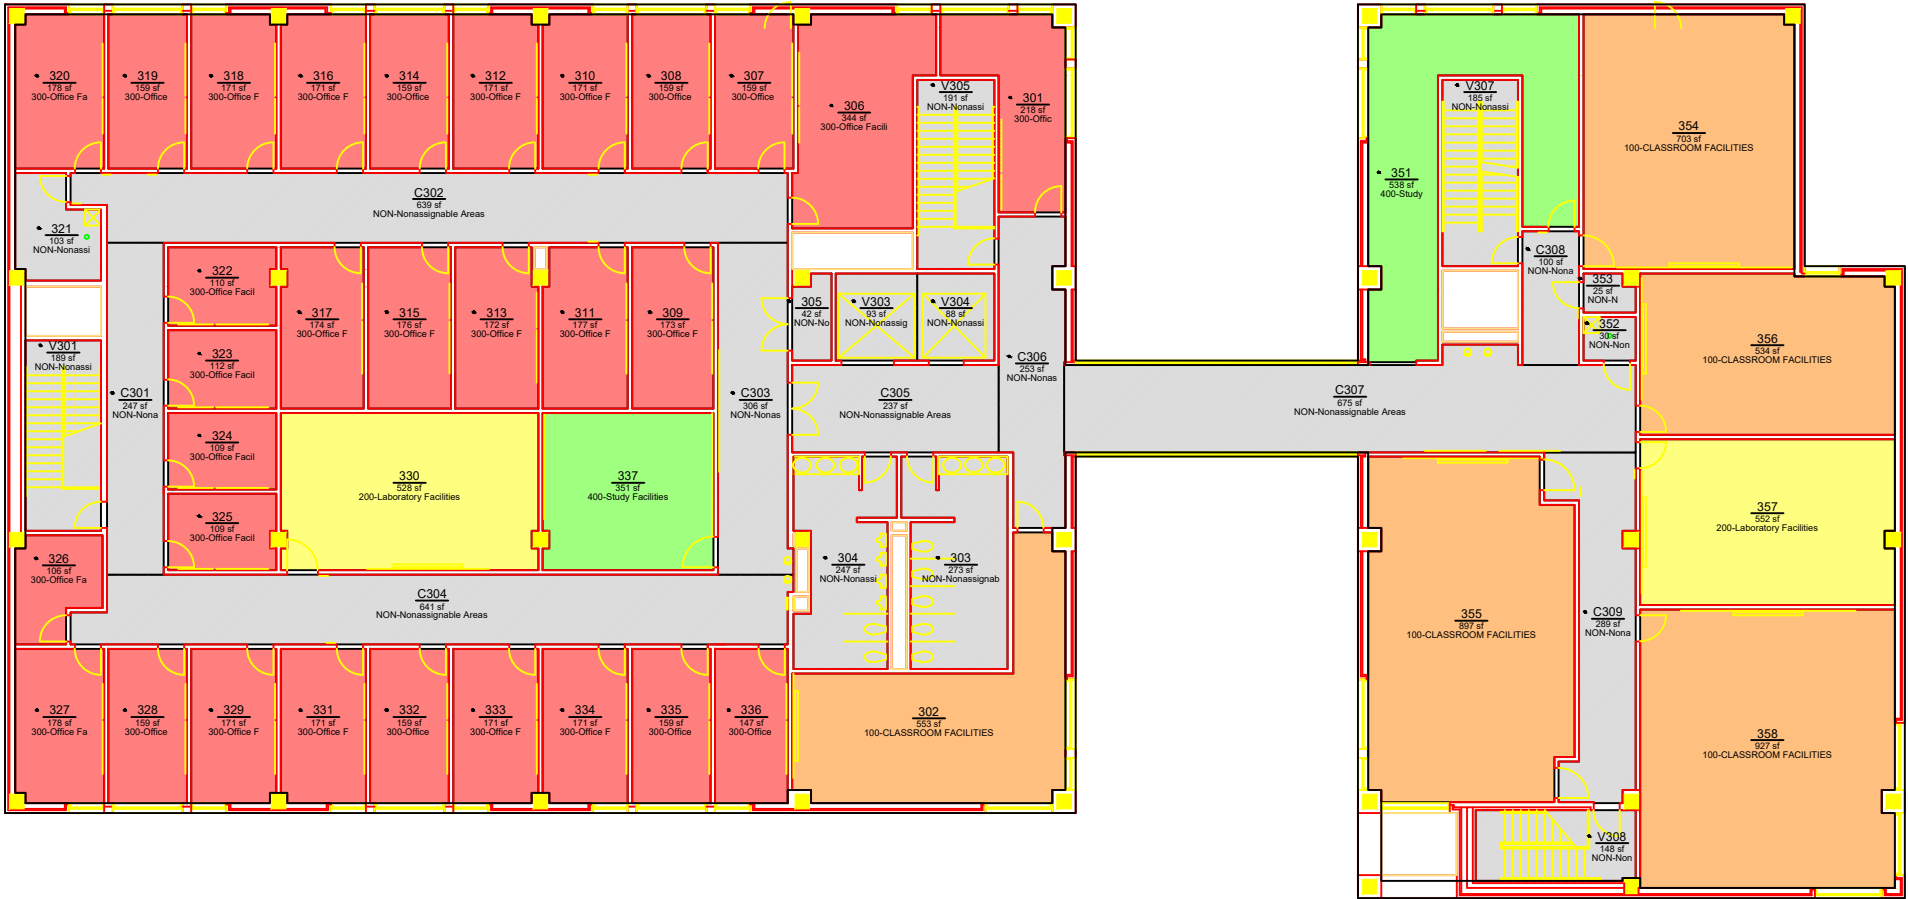 320
178 sf
300-Office Fa
319
159 sf
300-Office
318
171 sf
300-Office F
316
171 sf
300-Office F
314
159 sf
300-Office
312
171 sf
300-Office F
310
171 sf
300-Office F
308
159 sf
300-Office
307
159 sf
300-Office
306
344 sf
300-Office Facili
V305
191 sf
NON-Nonassi
301
218 sf
300-Offic
V307
185 sf
NON-Nonassi
354
703 sf
100-CLASSROOM FACILITIES
351
538 sf
400-Study
C302
639 sf
NON-Nonassignable Areas
321
103 sf
NON-Nonassi
C308
100 sf
NON-Nona
322
110 sf
300-Office Facil
353
25 sf
NON-N
317
174 sf
300-Office F
315
176 sf
300-Office F
313
172 sf
300-Office F
311
177 sf
300-Office F
309
173 sf
300-Office F
305
42 sf
NON-No
V303
93 sf
NON-Nonassig
V304
88 sf
NON-Nonassi
352
30 sf
NON-Non
356
534 sf
100-CLASSROOM FACILITIES
V301
189 sf
NON-Nonassi
323
112 sf
300-Office Facil
C306
253 sf
NON-Nonas
C301
247 sf
NON-Nona
C303
306 sf
NON-Nonas
C305
237 sf
NON-Nonassignable Areas
C307
675 sf
NON-Nonassignable Areas
324
109 sf
300-Office Facil
330
528 sf
200-Laboratory Facilities
337
351 sf
400-Study Facilities
325
109 sf
300-Office Facil
357
552 sf
200-Laboratory Facilities
326
106 sf
300-Office Fa
304
247 sf
NON-Nonassi
303
273 sf
NON-Nonassignab
C304
641 sf
NON-Nonassignable Areas
355
897 sf
100-CLASSROOM FACILITIES
C309
289 sf
NON-Nona
327
178 sf
300-Office Fa
328
159 sf
300-Office
329
171 sf
300-Office F
331
171 sf
300-Office F
332
159 sf
300-Office
333
171 sf
300-Office F
334
171 sf
300-Office F
335
159 sf
300-Office
336
147 sf
300-Office
302
553 sf
100-CLASSROOM FACILITIES
358
927 sf
100-CLASSROOM FACILITIES
V308
148 sf
NON-Non